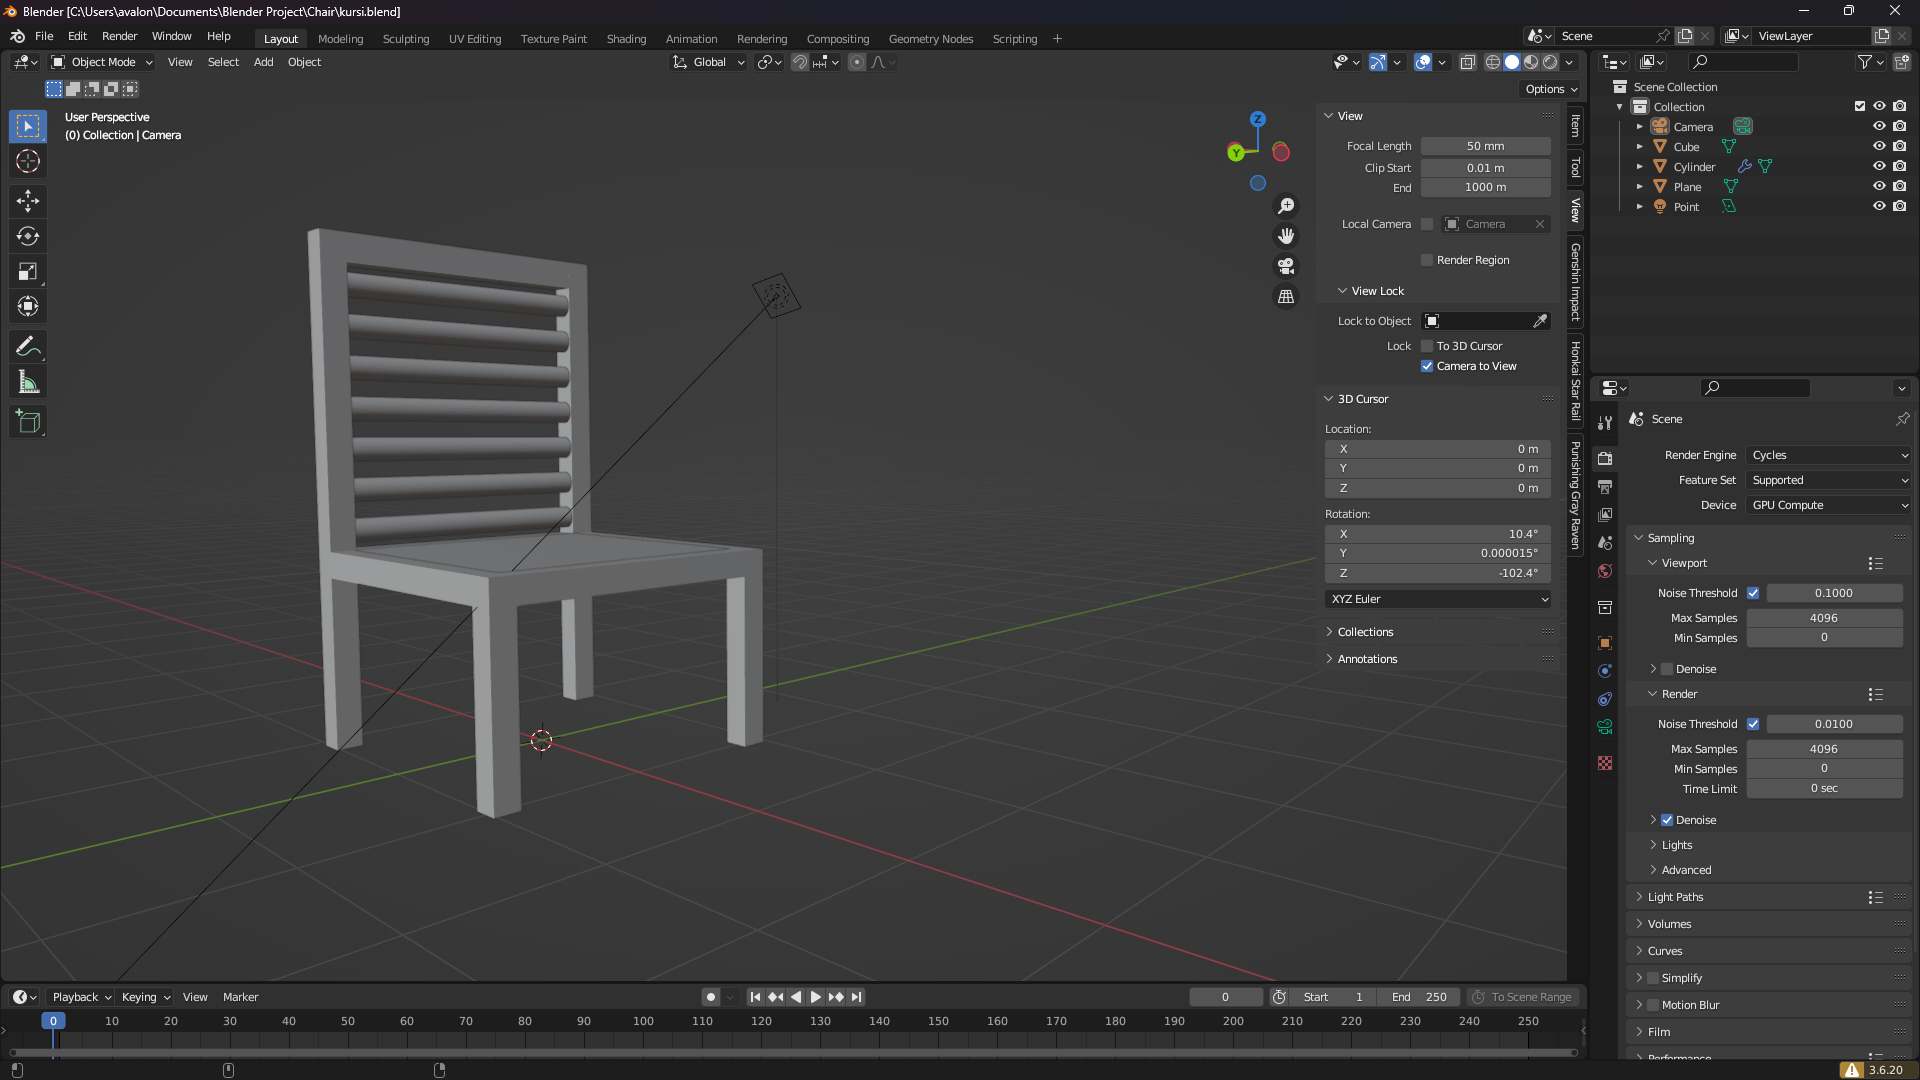 Blender [C:\Users\avalon\Documents\Blender Project\Chair\kursi.blend]
File Edit Render Window Help Layout Modeling Sculpting UV Editing Texture Paint Shading Animation Rendering Compositing Geometry Nodes Scripting Scene ViewLayer
Object Mode View Select Add Object Global
Options
User Perspective
(0) Collection | Camera
Z
Y
View
Focal Length 50 mm
Clip Start 0.01 m
End 1000 m
Local Camera Camera
Render Region
View Lock
Lock to Object
Lock To 3D Cursor
Camera to View
3D Cursor
Location:
X 0 m
Y 0 m
Z 0 m
Rotation:
X 10.4°
Y 0.000015°
Z -102.4°
XYZ Euler
Collections
Annotations
Item
Tool
View
Genshin Impact
Honkai Star Rail
Punishing Gray Raven
Scene Collection
Collection
Camera
Cube
Cylinder
Plane
Point
Scene
Render Engine Cycles
Feature Set Supported
Device GPU Compute
Sampling
Viewport
Noise Threshold 0.1000
Max Samples 4096
Min Samples 0
Denoise
Render
Noise Threshold 0.0100
Max Samples 4096
Min Samples 0
Time Limit 0 sec
Denoise
Lights
Advanced
Light Paths
Volumes
Curves
Simplify
Motion Blur
Film
Performance
Playback Keying View Marker 0 Start 1 End 250 To Scene Range
0 10 20 30 40 50 60 70 80 90 100 110 120 130 140 150 160 170 180 190 200 210 220 230 240 250
3.6.20